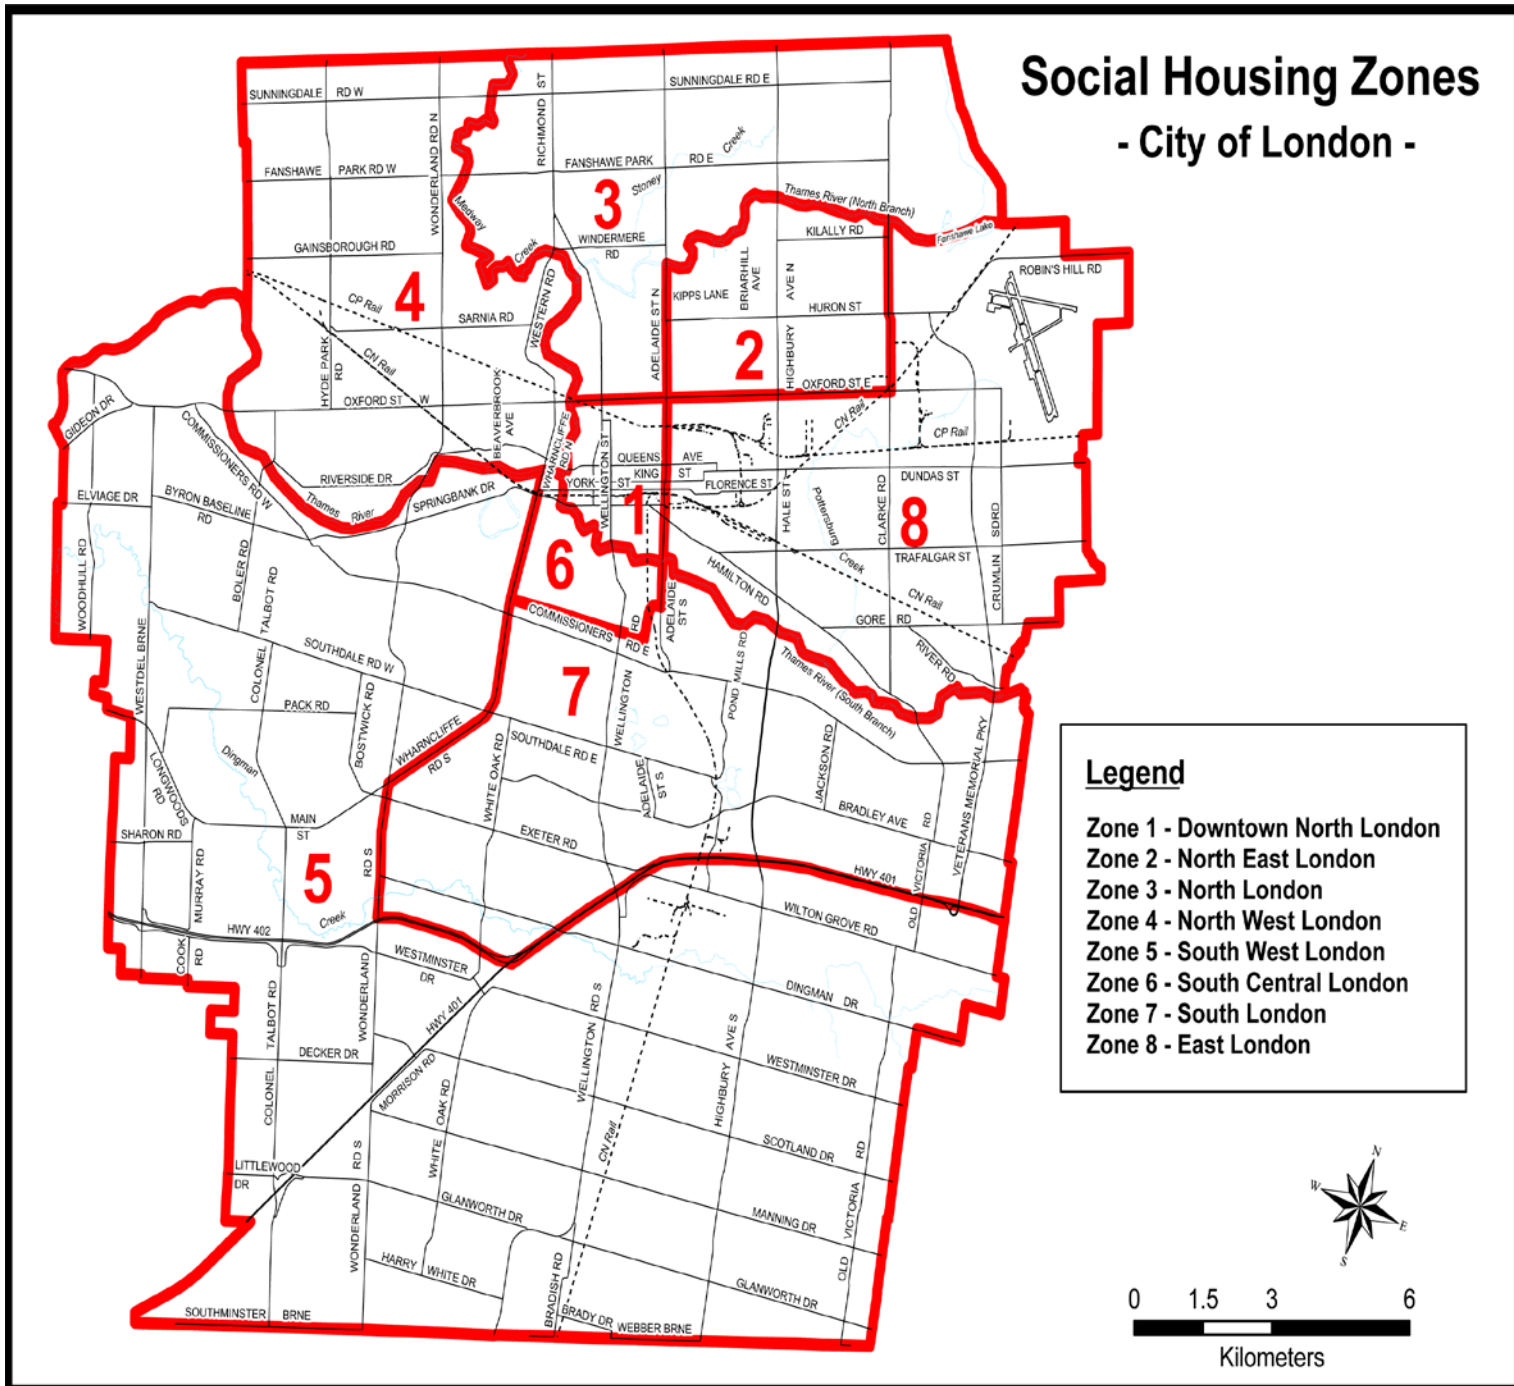 Social Housing Zones
- City of London -
SUNNINGDALE RD W
SUNNINGDALE RD E
RICHMOND ST
WONDERLAND RD N
FANSHAWE PARK RD W
FANSHAWE PARK RD E
Stoney Creek
3
Medway Creek
Thames River (North Branch)
Fanshawe Lake
KILALLY RD
WINDERMERE RD
GAINSBOROUGH RD
ROBIN'S HILL RD
4
CP Rail
WESTERN RD
ADELAIDE ST N
KIPPS LANE
BRIARHILL AVE
HIGHBURY AVE N
HURON ST
SARNIA RD
2
CN Rail
HYDE PARK RD
OXFORD ST W
OXFORD ST E
BEAVERBROOK AVE
WHARNCLIFFE RD N
WELLINGTON ST
GIDEON DR
COMMISSIONERS RD W
CN Rail
CP Rail
QUEENS AVE
KING ST
YORK ST
FLORENCE ST
DUNDAS ST
RIVERSIDE DR
SPRINGBANK DR
Thames River
ELVIAGE DR
BYRON BASELINE RD
1
HALE ST
Pottersburg Creek
CLARKE RD
8
CRUMLIN SDRD
TRAFALGAR ST
WOODHULL RD
BOLER RD
COLONEL TALBOT RD
6
HAMILTON RD
CN Rail
COMMISSIONERS RD E
RD
ADELAIDE ST S
GORE RD
RIVER RD
WESTDEL BRNE
SOUTHDALE RD W
7
WELLINGTON
POND MILLS RD
Thames River (South Branch)
PACK RD
BOSTWICK RD
WHARNCLIFFE RD S
Dingman Creek
LONGWOODS RD
WHITE OAK RD
SOUTHDALE RD E
ADELAIDE ST S
JACKSON RD
BRADLEY AVE
VETERANS MEMORIAL PKY
MAIN ST
SHARON RD
MURRAY RD
5
EXETER RD
HWY 401
OLD VICTORIA RD
WILTON GROVE RD
HWY 402
COOK RD
WESTMINSTER DR
WONDERLAND RD S
COLONEL TALBOT RD
HWY 401
DINGMAN DR
WELLINGTON RD S
HIGHBURY AVE S
DECKER DR
MORRISON RD
WHITE OAK RD
WESTMINSTER DR
CN Rail
SCOTLAND DR
OLD VICTORIA RD
LITTLEWOOD DR
WONDERLAND RD S
GLANWORTH DR
MANNING DR
HARRY WHITE DR
BRADISH RD
GLANWORTH DR
SOUTHMINSTER BRNE
BRADY DR
WEBBER BRNE
Legend
Zone 1 - Downtown North London
Zone 2 - North East London
Zone 3 - North London
Zone 4 - North West London
Zone 5 - South West London
Zone 6 - South Central London
Zone 7 - South London
Zone 8 - East London
N
W
E
S
0 1.5 3 6
Kilometers